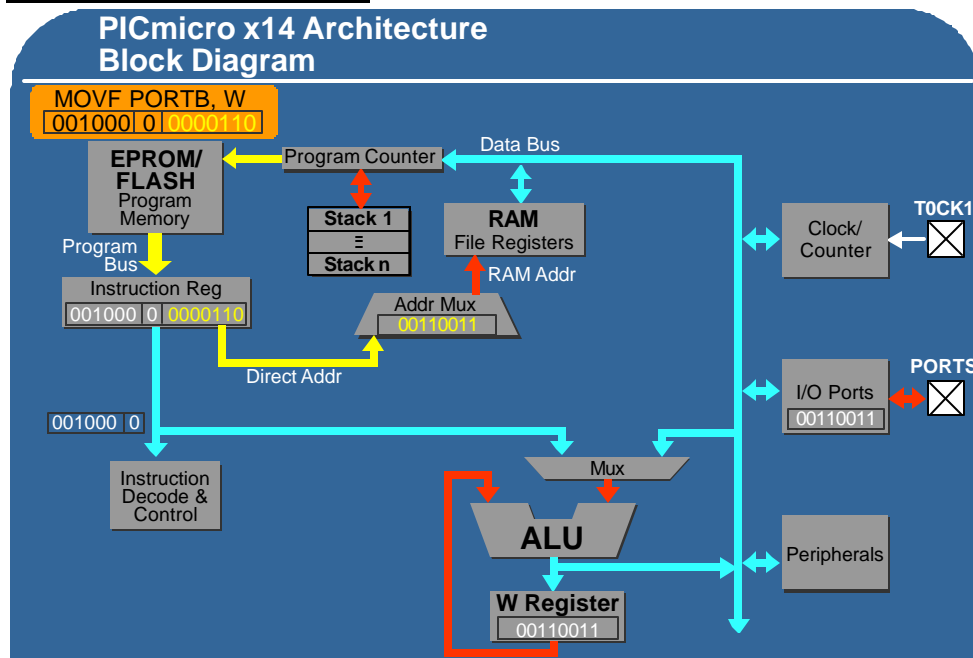 PICmicro x14 Architecture
Block Diagram
MOVF PORTB, W
001000 0 0000110
EPROM/
FLASH
Program
Memory
Program Counter
Data Bus
Stack 1
Ξ
Stack n
RAM
File Registers
RAM Addr
Clock/
Counter
T0CK1
Program
Bus
Instruction Reg
001000 0 0000110
Addr Mux
00110011
Direct Addr
PORTS
I/O Ports
00110011
001000 0
Instruction
Decode &
Control
Mux
ALU
Peripherals
W Register
00110011